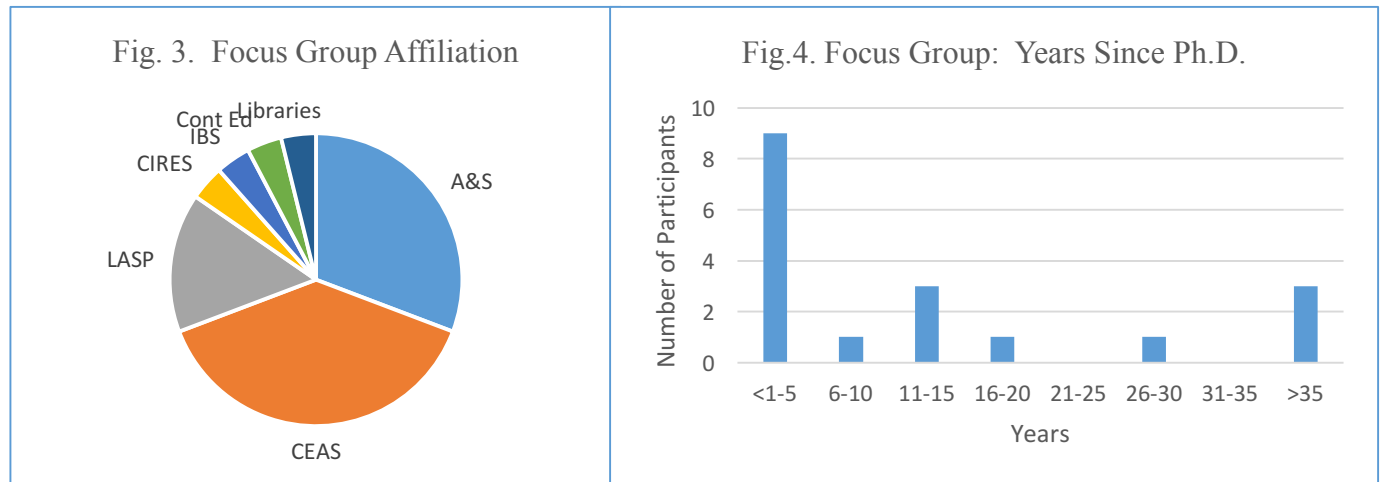 Fig. 3.  Focus Group Affiliation
Libraries
Cont Ed
IBS
CIRES
A&S
LASP
CEAS
Fig.4. Focus Group:  Years Since Ph.D.
Number of Participants
10
8
6
4
2
0
<1-5 6-10 11-15 16-20 21-25 26-30 31-35 >35
Years